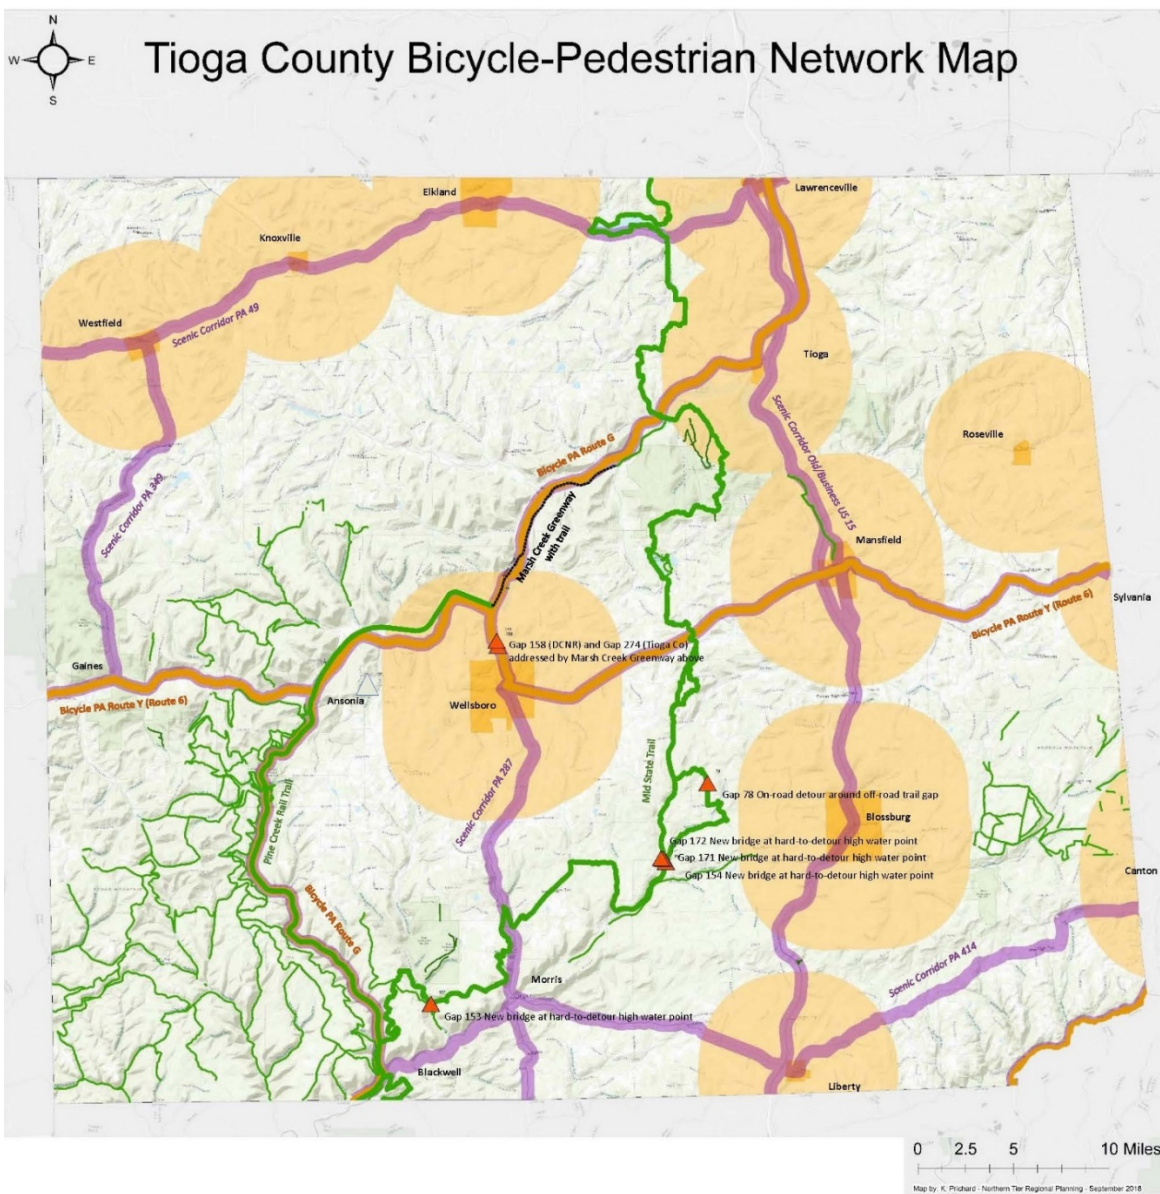 N
W E
S
Tioga County Bicycle-Pedestrian Network Map
Elkland
Lawrenceville
Knoxville
Westfield
Scenic Corridor PA 49
Tioga
Scenic Corridor Old/Business US 15
Roseville
Bicycle PA Route G
Scenic Corridor PA 349
Marsh Creek Greenway
with trail
Mansfield
Sylvania
Bicycle PA Route Y (Route 6)
Gap 158 (DCNR) and Gap 274 (Tioga Co)
addressed by Marsh Creek Greenway above
Gaines
Ansonia
Bicycle PA Route Y (Route 6)
Wellsboro
Mid State Trail
Scenic Corridor PA 287
Pine Creek Rail Trail
Gap 78 On-road detour around off-road trail gap
Blossburg
Gap 172 New bridge at hard-to-detour high water point
Gap 171 New bridge at hard-to-detour high water point
Gap 154 New bridge at hard-to-detour high water point
Canton
Bicycle PA Route G
Scenic Corridor PA 414
Morris
Gap 153 New bridge at hard-to-detour high water point
Blackwell
Liberty
0 2.5 5 10 Miles
Map by: K. Prichard - Northern Tier Regional Planning - September 2018